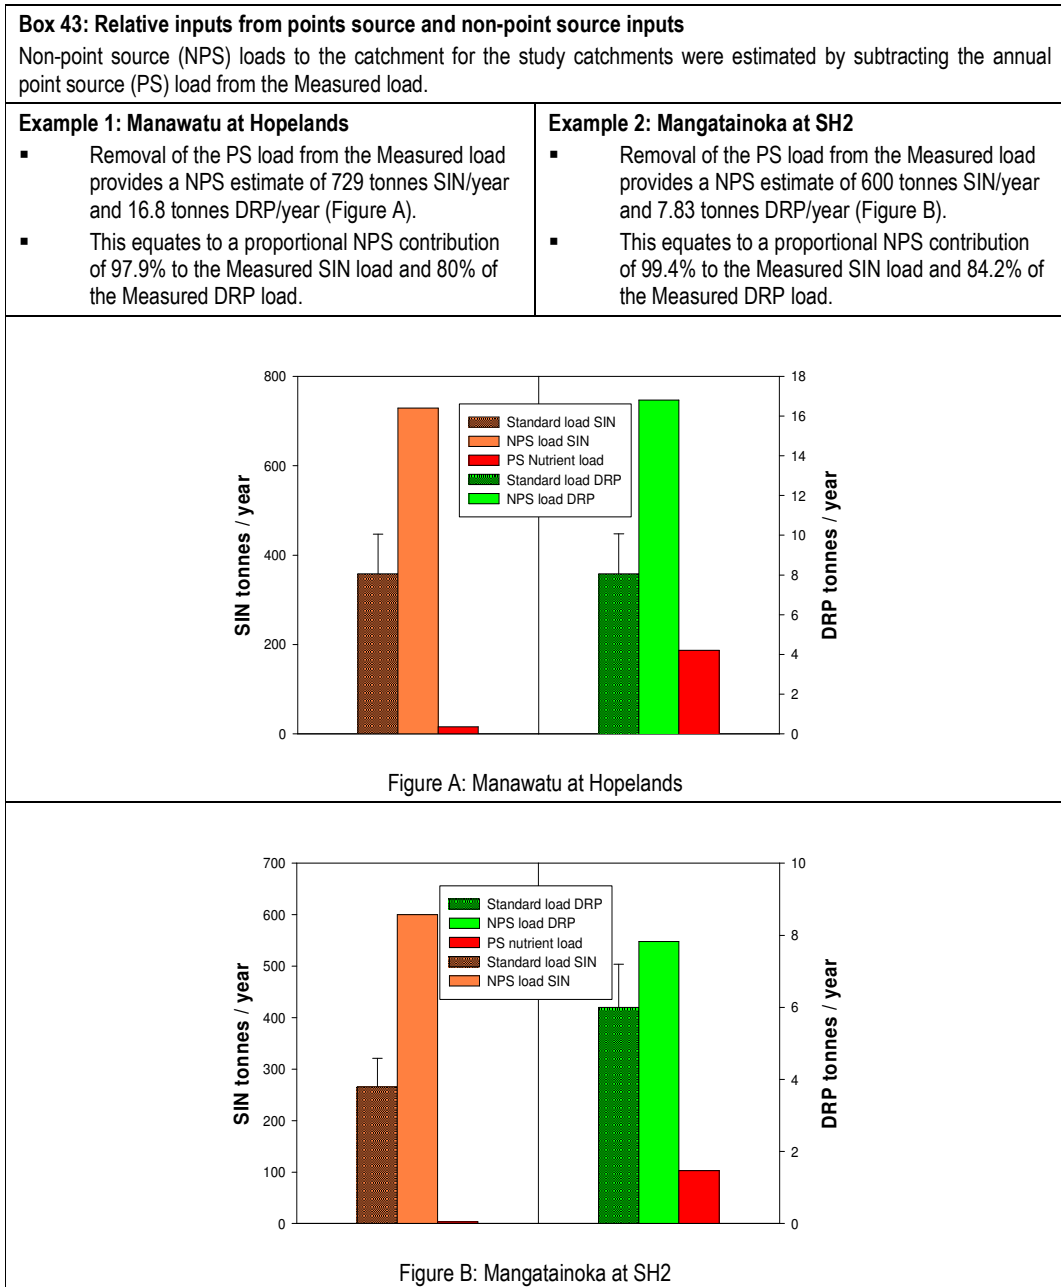 Box 43: Relative inputs from points source and non-point source inputs
Non-point source (NPS) loads to the catchment for the study catchments were estimated by subtracting the annual
point source (PS) load from the Measured load.
Example 1: Manawatu at Hopelands
▪ Removal of the PS load from the Measured load
provides a NPS estimate of 729 tonnes SIN/year
and 16.8 tonnes DRP/year (Figure A).
▪ This equates to a proportional NPS contribution
of 97.9% to the Measured SIN load and 80% of
the Measured DRP load.
Example 2: Mangatainoka at SH2
▪ Removal of the PS load from the Measured load
provides a NPS estimate of 600 tonnes SIN/year
and 7.83 tonnes DRP/year (Figure B).
▪ This equates to a proportional NPS contribution
of 99.4% to the Measured SIN load and 84.2% of
the Measured DRP load.
SIN tonnes / year
800
600
400
200
0
Standard load SIN
NPS load SIN
PS Nutrient load
Standard load DRP
NPS load DRP
18
16
14
12
10
8
6
4
2
0
DRP tonnes / year
Figure A: Manawatu at Hopelands
SIN tonnes / year
700
600
500
400
300
200
100
0
Standard load DRP
NPS load DRP
PS nutrient load
Standard load SIN
NPS load SIN
10
8
6
4
2
0
DRP tonnes / year
Figure B: Mangatainoka at SH2